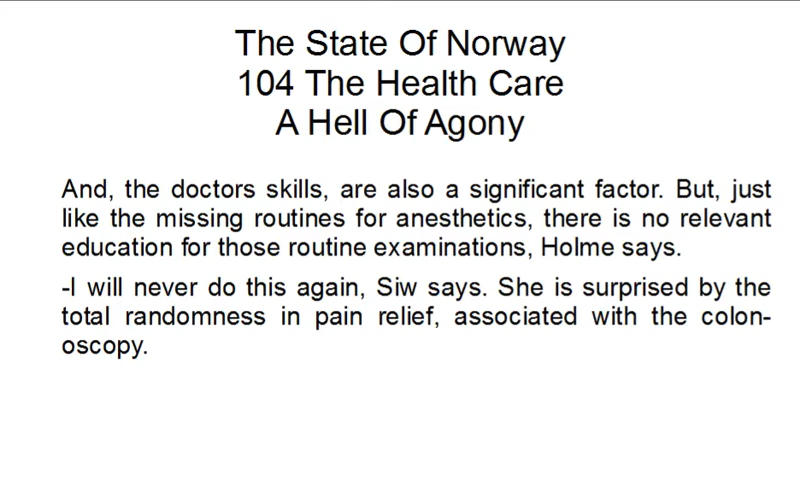 The State Of Norway
104 The Health Care
A Hell Of Agony
And, the doctors skills, are also a significant factor. But, just
like the missing routines for anesthetics, there is no relevant
education for those routine examinations, Holme says.
-I will never do this again, Siw says. She is surprised by the
total randomness in pain relief, associated with the colon-
oscopy.